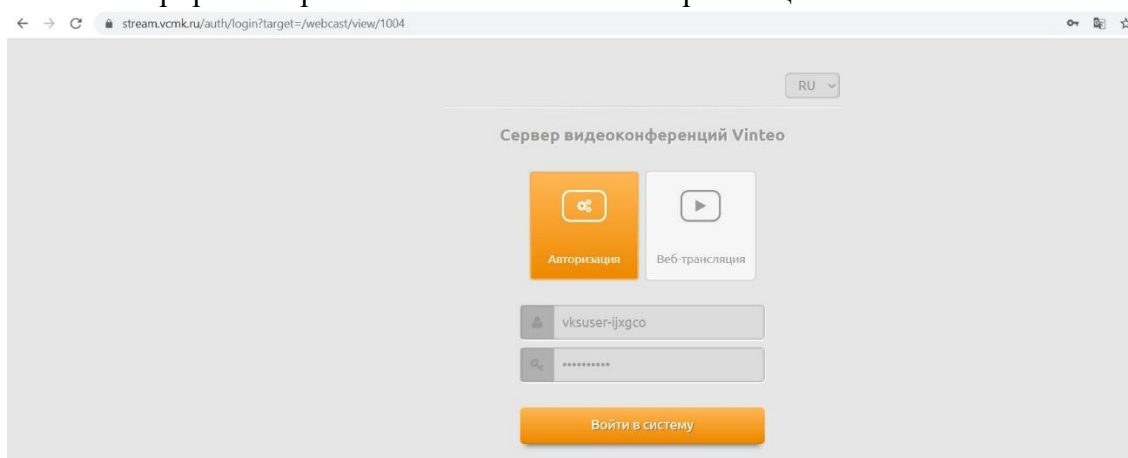 stream.vcmk.ru/auth/login?target=/webcast/view/1004
RU
Сервер видеоконференций Vinteo
Авторизация
Веб-трансляция
vksuser-ijxgco
••••••••••
Войти в систему